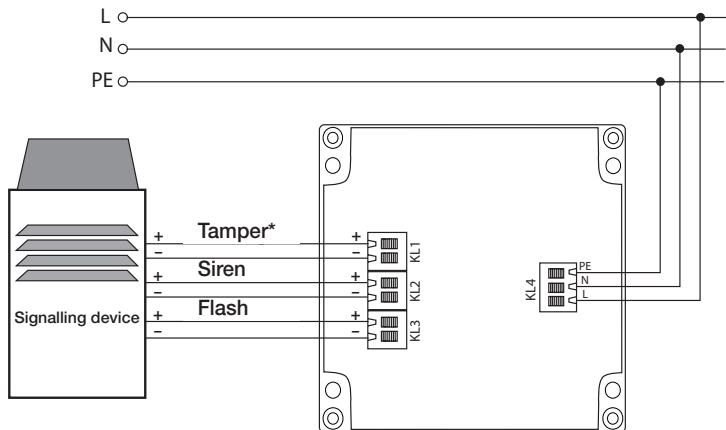 L
N
PE
+ Tamper* +
- -
KL1
+ Siren +
- -
KL2
+ Flash +
- -
KL3
Signalling device
KL4
PE
N
L